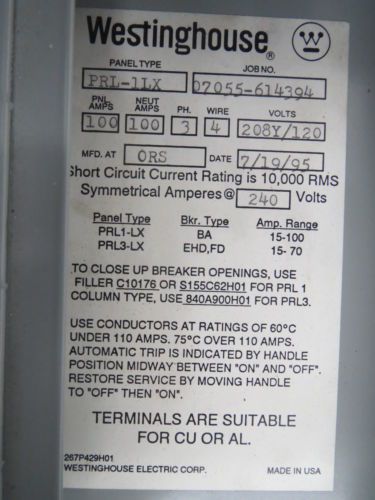 Westinghouse ®
PANEL TYPE JOB NO.
PRL-1LX 07055-614394
PNL AMPS NEUT AMPS PH. WIRE VOLTS
100 100 3 4 208Y/120
MFD. AT ORS DATE 7/19/95
Short Circuit Current Rating is 10,000 RMS
Symmetrical Amperes @ 240 Volts
Panel Type Bkr. Type Amp. Range
PRL1-LX BA 15-100
PRL3-LX EHD,FD 15- 70
TO CLOSE UP BREAKER OPENINGS, USE
FILLER C10176 OR S155C62H01 FOR PRL 1
COLUMN TYPE, USE 840A900H01 FOR PRL3.
USE CONDUCTORS AT RATINGS OF 60°C
UNDER 110 AMPS. 75°C OVER 110 AMPS.
AUTOMATIC TRIP IS INDICATED BY HANDLE
POSITION MIDWAY BETWEEN "ON" AND "OFF".
RESTORE SERVICE BY MOVING HANDLE
TO "OFF" THEN "ON".
TERMINALS ARE SUITABLE
FOR CU OR AL.
267P429H01
WESTINGHOUSE ELECTRIC CORP. MADE IN USA